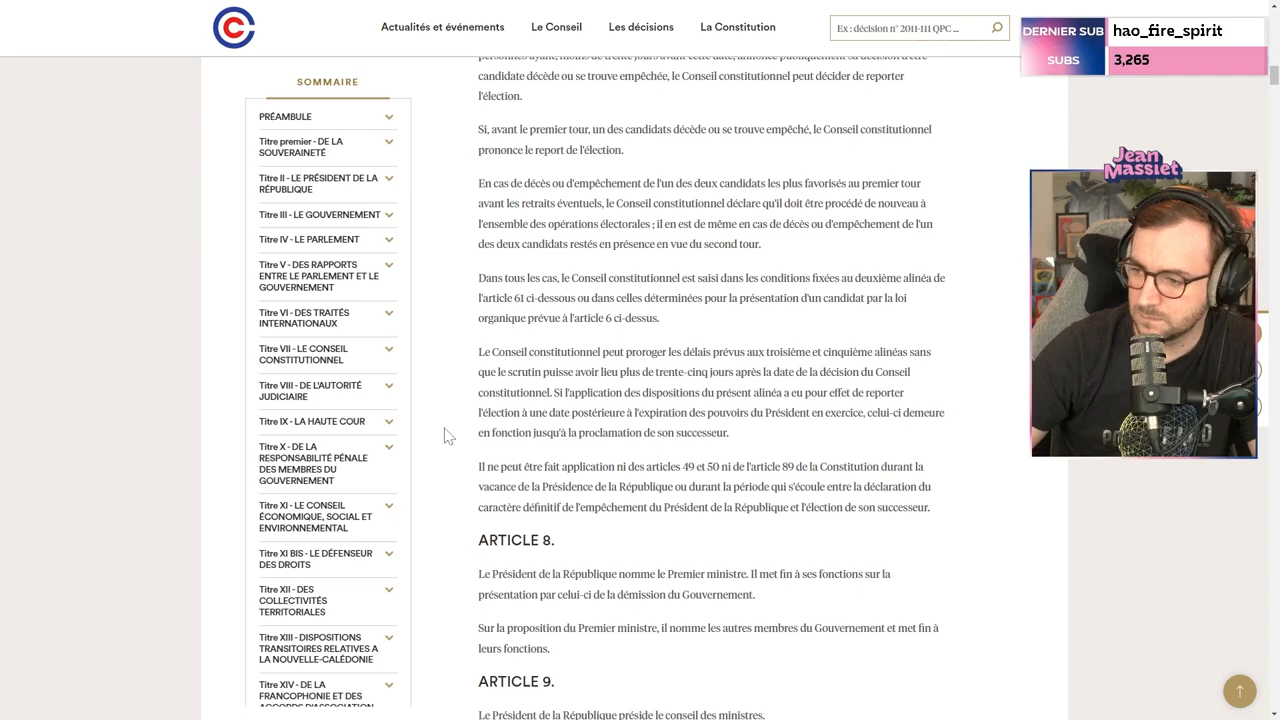 Actualités et événements
Le Conseil
Les décisions
La Constitution
Ex : décision n° 2011-111 QPC ...
DERNIER SUB
hao_fire_spirit
SUBS
3,265
SOMMAIRE
PRÉAMBULE
Titre premier - DE LA
SOUVERAINETÉ
Titre II - LE PRÉSIDENT DE LA
RÉPUBLIQUE
Titre III - LE GOUVERNEMENT
Titre IV - LE PARLEMENT
Titre V - DES RAPPORTS
ENTRE LE PARLEMENT ET LE
GOUVERNEMENT
Titre VI - DES TRAITÉS
INTERNATIONAUX
Titre VII - LE CONSEIL
CONSTITUTIONNEL
Titre VIII - DE L'AUTORITÉ
JUDICIAIRE
Titre IX - LA HAUTE COUR
Titre X - DE LA
RESPONSABILITÉ PÉNALE
DES MEMBRES DU
GOUVERNEMENT
Titre XI - LE CONSEIL
ÉCONOMIQUE, SOCIAL ET
ENVIRONNEMENTAL
Titre XI BIS - LE DÉFENSEUR
DES DROITS
Titre XII - DES
COLLECTIVITÉS
TERRITORIALES
Titre XIII - DISPOSITIONS
TRANSITOIRES RELATIVES A
LA NOUVELLE-CALÉDONIE
Titre XIV - DE LA
FRANCOPHONIE ET DES
ACCORDS D'ASSOCIATION
personnes ayant, moins de trente jours avant cette date, annoncé publiquement sa décision d'être
candidate décède ou se trouve empêchée, le Conseil constitutionnel peut décider de reporter
l'élection.
Si, avant le premier tour, un des candidats décède ou se trouve empêché, le Conseil constitutionnel
prononce le report de l'élection.
En cas de décès ou d'empêchement de l'un des deux candidats les plus favorisés au premier tour
avant les retraits éventuels, le Conseil constitutionnel déclare qu'il doit être procédé de nouveau à
l'ensemble des opérations électorales ; il en est de même en cas de décès ou d'empêchement de l'un
des deux candidats restés en présence en vue du second tour.
Dans tous les cas, le Conseil constitutionnel est saisi dans les conditions fixées au deuxième alinéa de
l'article 61 ci-dessous ou dans celles déterminées pour la présentation d'un candidat par la loi
organique prévue à l'article 6 ci-dessus.
Le Conseil constitutionnel peut proroger les délais prévus aux troisième et cinquième alinéas sans
que le scrutin puisse avoir lieu plus de trente-cinq jours après la date de la décision du Conseil
constitutionnel. Si l'application des dispositions du présent alinéa a eu pour effet de reporter
l'élection à une date postérieure à l'expiration des pouvoirs du Président en exercice, celui-ci demeure
en fonction jusqu'à la proclamation de son successeur.
Il ne peut être fait application ni des articles 49 et 50 ni de l'article 89 de la Constitution durant la
vacance de la Présidence de la République ou durant la période qui s'écoule entre la déclaration du
caractère définitif de l'empêchement du Président de la République et l'élection de son successeur.
ARTICLE 8.
Le Président de la République nomme le Premier ministre. Il met fin à ses fonctions sur la
présentation par celui-ci de la démission du Gouvernement.
Sur la proposition du Premier ministre, il nomme les autres membres du Gouvernement et met fin à
leurs fonctions.
ARTICLE 9.
Le Président de la République préside le conseil des ministres.
Jean
Massiet